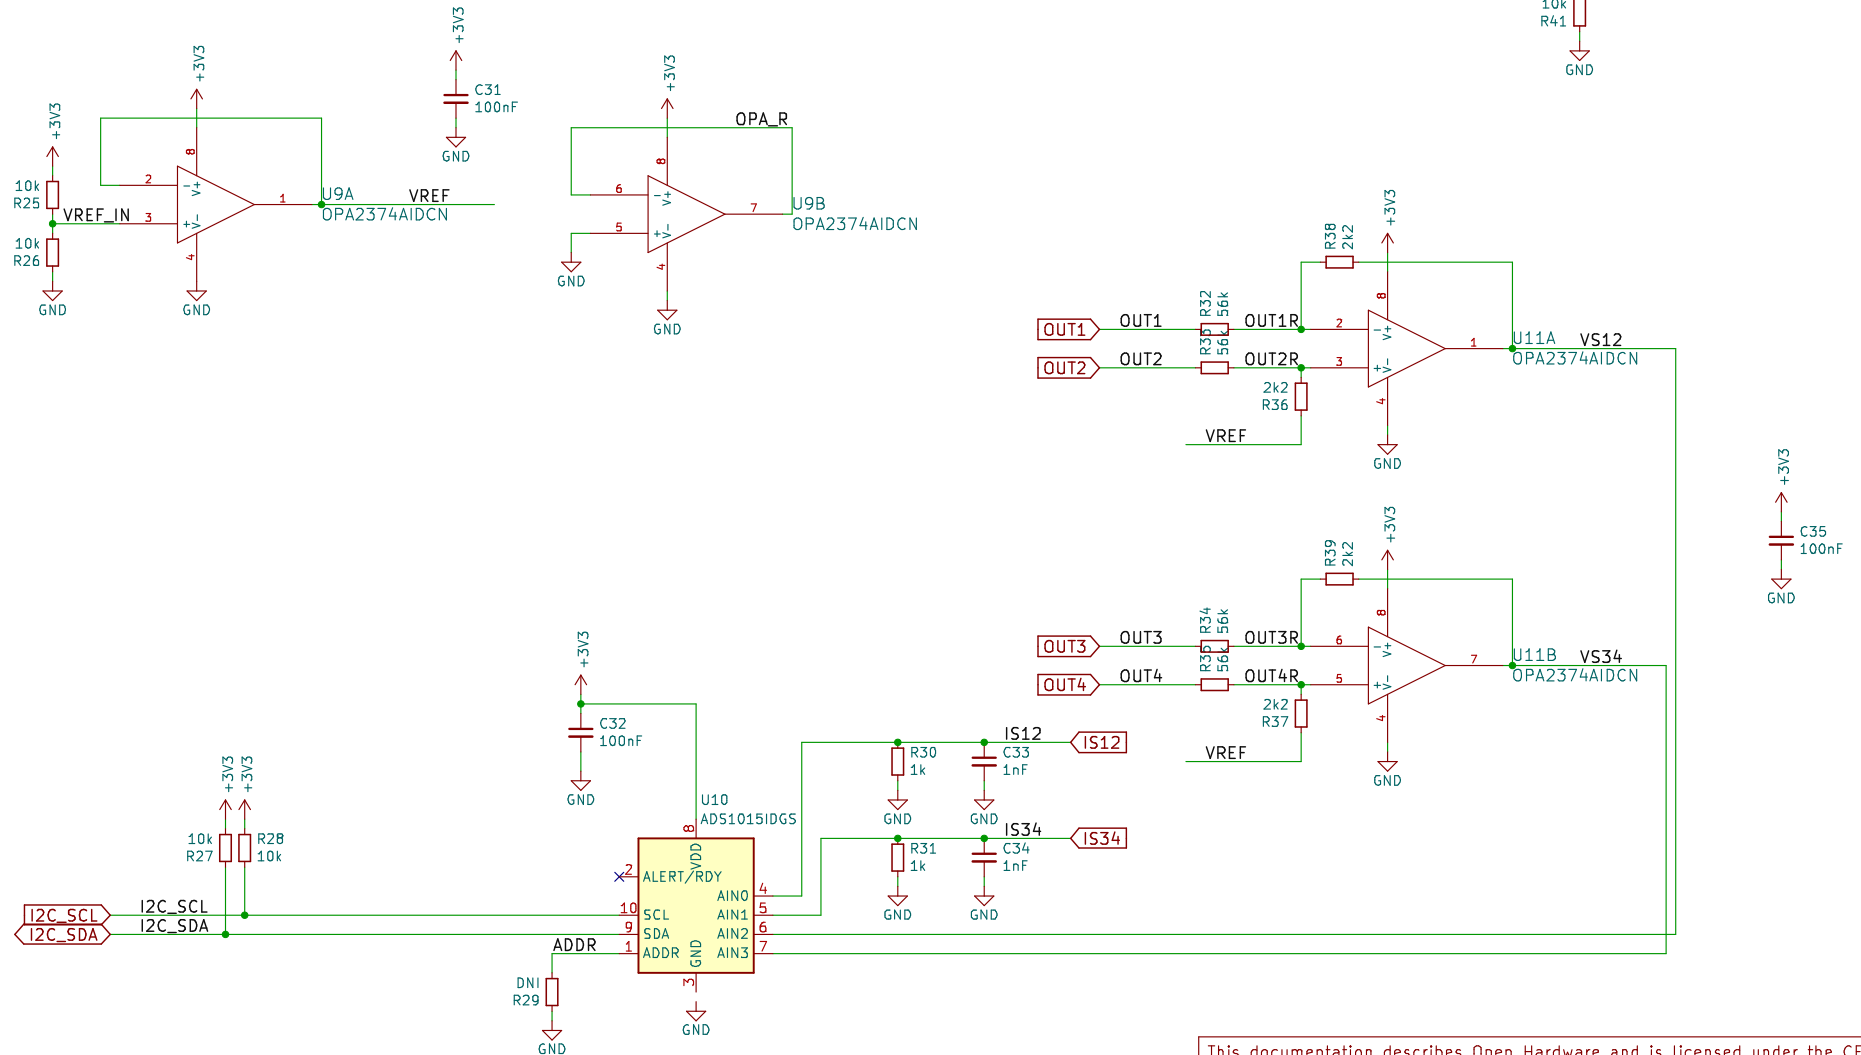 10k
R41
GND
+3V3
C31
100nF
GND
+3V3
10k
R25
VREF_IN
10k
R26
GND
+3V3
8
2
3
4
1
V+
V-
GND
U9A
OPA2374AIDCN
VREF
+3V3
OPA_R
8
6
5
4
7
V+
V-
GND
GND
U9B
OPA2374AIDCN
+3V3
R38
2k2
OUT1
OUT1
R32
56k
OUT1R
OUT2
OUT2
56k
OUT2R
2k2
R36
VREF
8
2
3
4
1
V+
V-
GND
U11A
OPA2374AIDCN
VS12
+3V3
C35
100nF
GND
+3V3
R39
2k2
OUT3
OUT3
R34
56k
OUT3R
OUT4
OUT4
R35
56k
OUT4R
2k2
R37
VREF
8
6
5
4
7
V+
V-
GND
U11B
OPA2374AIDCN
VS34
+3V3
C32
100nF
GND
IS12
IS12
R30
1k
GND
C33
1nF
GND
IS34
IS34
R31
1k
GND
C34
1nF
GND
+3V3
+3V3
10k
R27
R28
10k
I2C_SCL
I2C_SCL
I2C_SDA
I2C_SDA
U10
ADS1015IDGS
8
VDD
2
ALERT/RDY
10
SCL
9
SDA
1
ADDR
AIN0
4
AIN1
5
AIN2
6
AIN3
7
GND
3
GND
ADDR
DNI
R29
GND
This documentation describes Open Hardware and is licensed under the CE